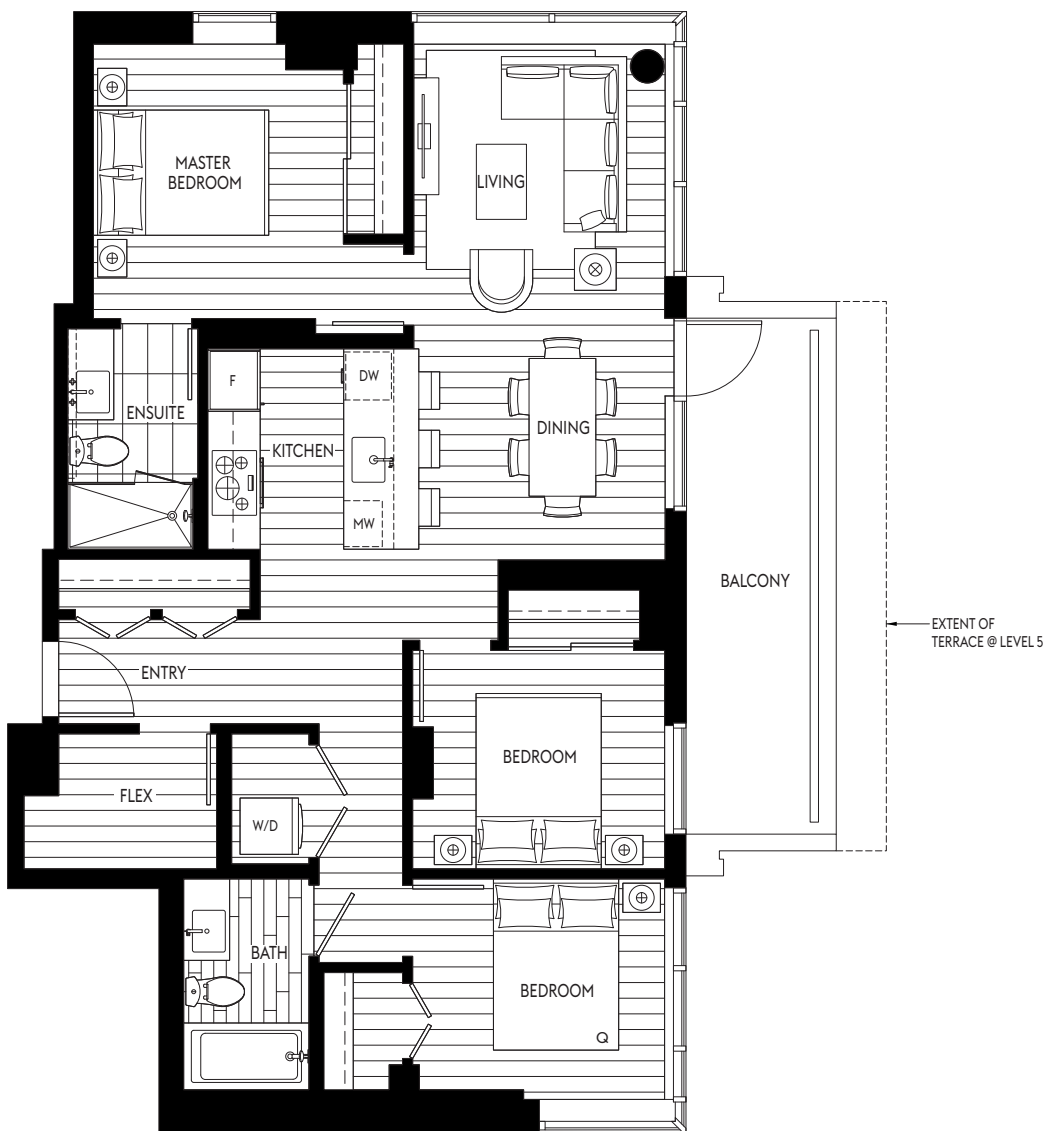 MASTER
BEDROOM
LIVING
F
DW
ENSUITE
KITCHEN
DINING
MW
BALCONY
EXTENT OF
TERRACE @ LEVEL 5
ENTRY
BEDROOM
FLEX
W/D
BATH
BEDROOM
Q